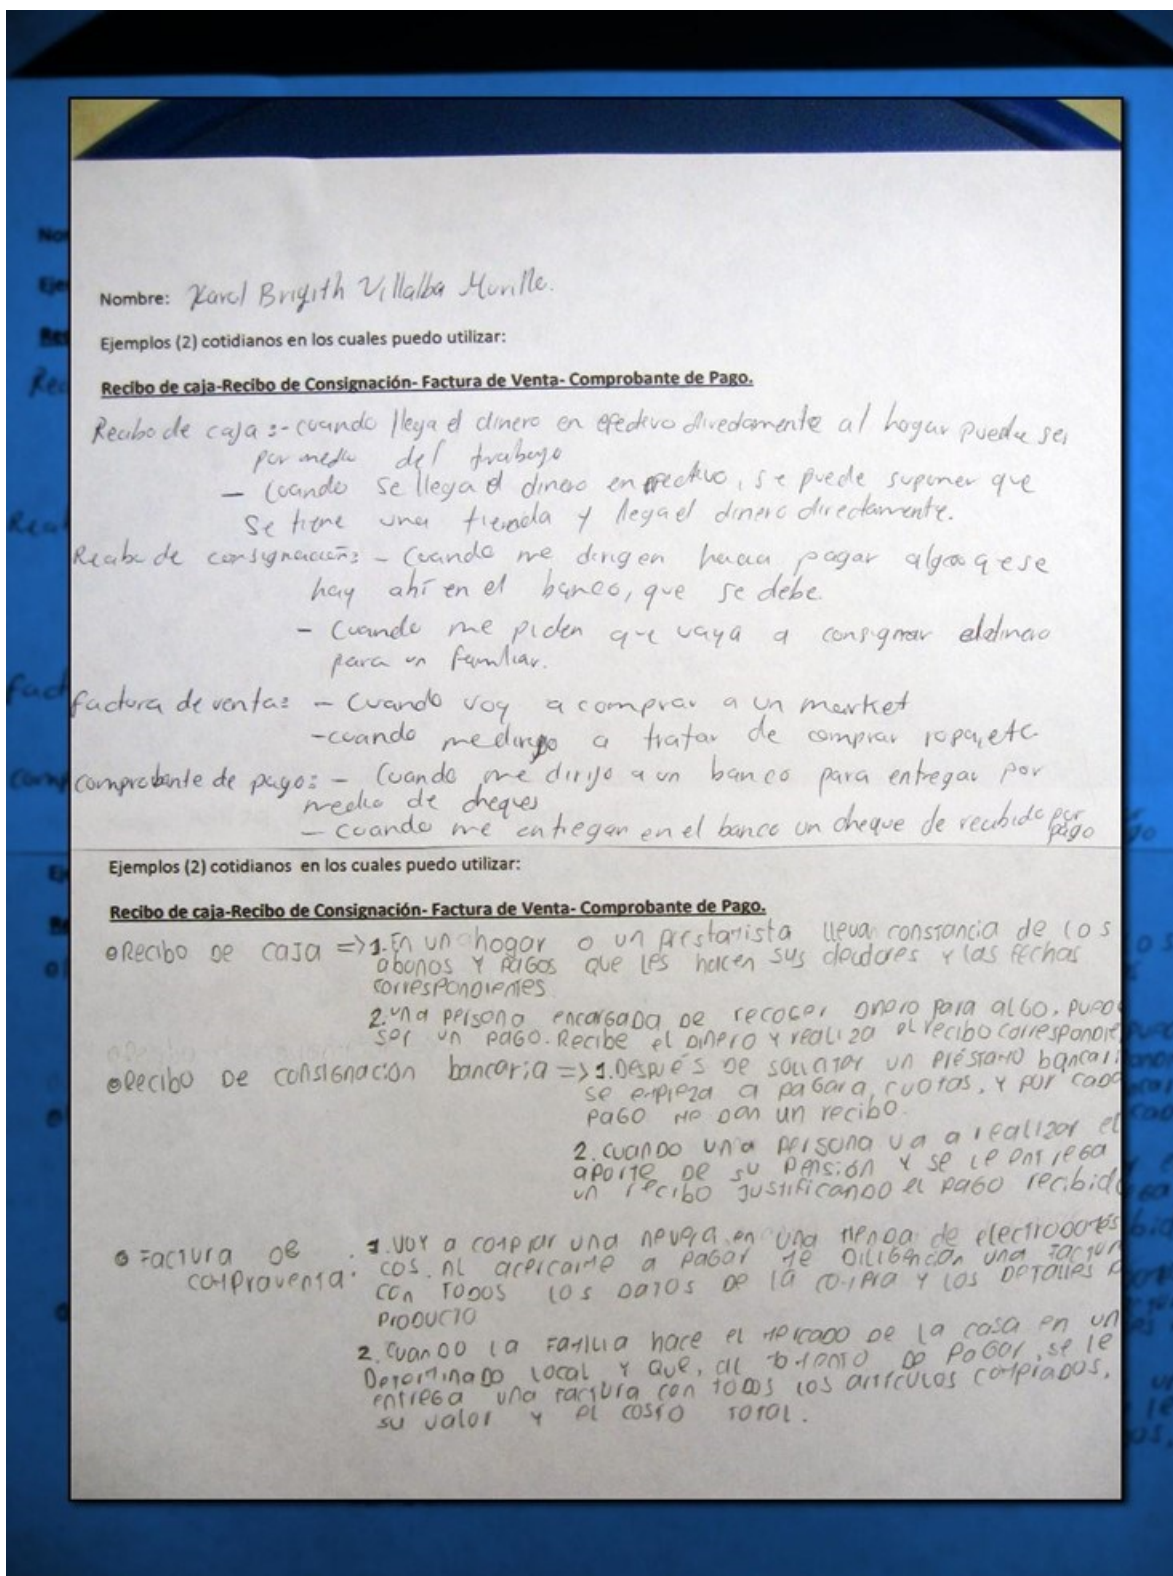 Nombre: Karol Brigith Villalba Murillo.
Ejemplos (2) cotidianos en los cuales puedo utilizar:
Recibo de caja-Recibo de Consignación- Factura de Venta- Comprobante de Pago.
Recibo de caja :- cuando llega el dinero en efectivo directamente al hogar puede ser
por medio del trabajo
- Cuando se llega el dinero en efectivo, se puede suponer que
se tiene una tienda y llega el dinero directamente.
Recibo de consignación: - Cuando me dirigen hacia pagar algo q ese
hay ahí en el banco, que se debe.
- Cuando me piden que vaya a consignar el dinero
para un familiar.
factura de venta: - Cuando voy a comprar a un market
- cuando me dirijo a tratar de comprar ropa, etc
comprobante de pago: - Cuando me dirijo a un banco para entregar por
medio de cheques
- cuando me entregan en el banco un cheque de recibido por
pago
Ejemplos (2) cotidianos en los cuales puedo utilizar:
Recibo de caja-Recibo de Consignación- Factura de Venta- Comprobante de Pago.
Recibo de caja => 1. En un hogar o un prestamista lleva constancia de los
abonos y pagos que les hacen sus deudores y las fechas
correspondientes
2. una persona encargada de recoger dinero para algo, puede
ser un pago. Recibe el dinero y realiza el recibo correspondie
Recibo de consignación bancaria => 1. Después de solicitar un préstamo bancari
se empieza a pagar a cuotas, y por cada
pago me dan un recibo.
2. cuando una persona va a realizar el
aporte de su pensión y se le entrega
un recibo justificando el pago recibido
Factura de 1. voy a comprar una nevera en una tienda de electrodomés
compraventa. cos. Al acercarme a pagar me diligencian una factur
con todos los datos de la compra y los detalles
producto
2. cuando la familia hace el mercado de la casa en un
determinado local y que, al momento de pagar, se le
entrega una factura con todos los artículos comprados,
su valor y el costo total.